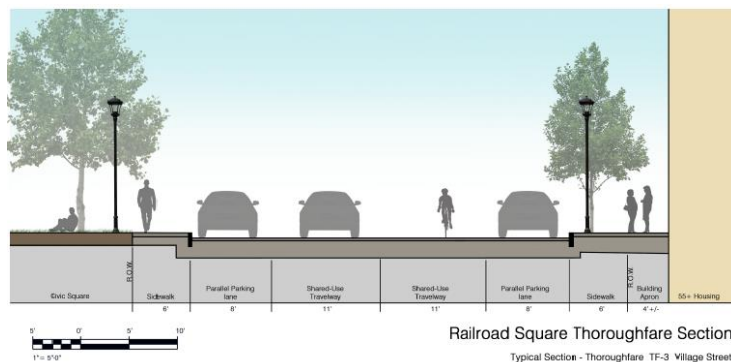 R.O.W.
R.O.W.
Civic Square
Sidewalk
Parallel Parking
lane
Shared-Use
Travelway
Shared-Use
Travelway
Parallel Parking
lane
Sidewalk
Building
Apron
55+ Housing
6'
8'
11'
11'
8'
6'
4'+/-
5' 0' 5' 10'
1"= 5'-0"
Railroad Square Thoroughfare Section
Typical Section - Thoroughfare TF-3 Village Street